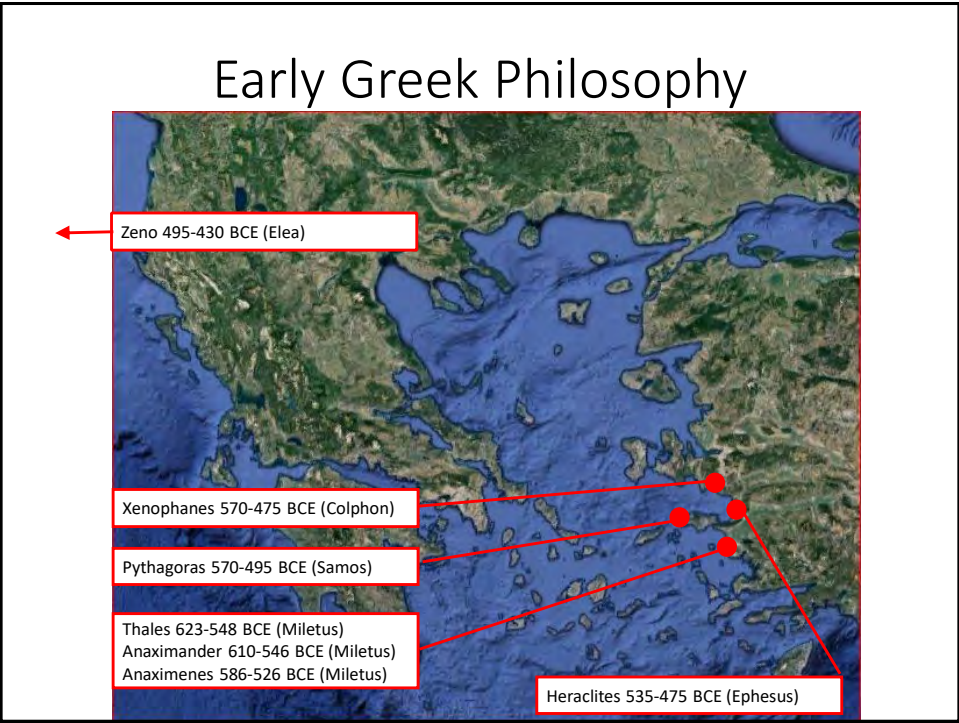 Early Greek Philosophy
Zeno 495-430 BCE (Elea)
Xenophanes 570-475 BCE (Colphon)
Pythagoras 570-495 BCE (Samos)
Thales 623-548 BCE (Miletus)
Anaximander 610-546 BCE (Miletus)
Anaximenes 586-526 BCE (Miletus)
Heraclites 535-475 BCE (Ephesus)